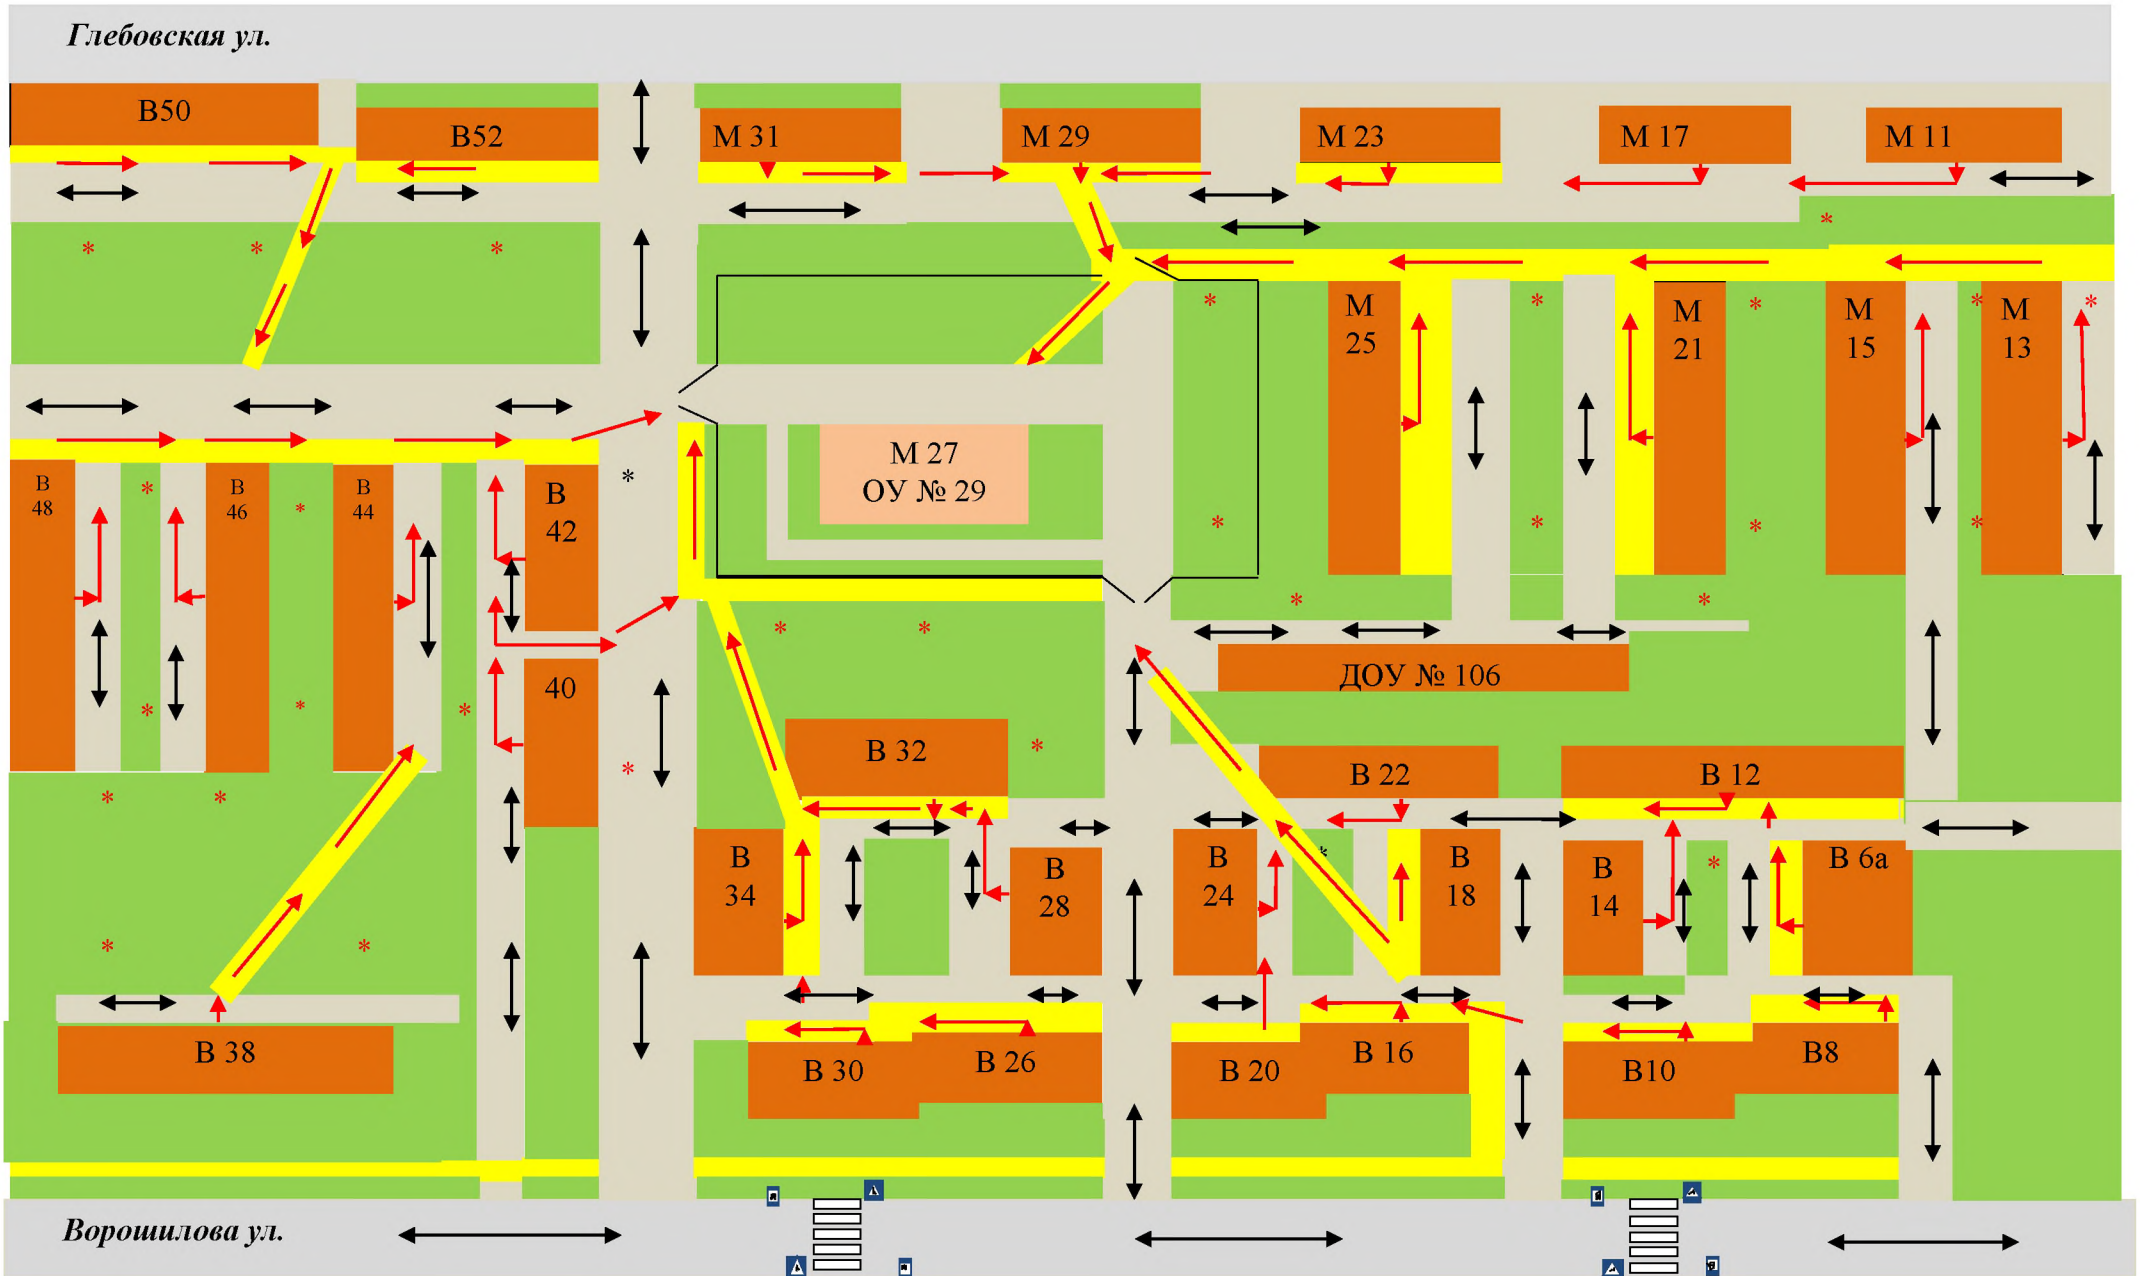 Глебовская ул.
В50
В52
М 31
М 29
М 23
М 17
М 11
М
25
М
21
М
15
М
13
М 27
ОУ № 29
В
48
В
46
В
44
В
42
40
ДОУ № 106
В 32
В 22
В 12
В
34
В
28
В
24
В
18
В
14
В 6а
В 38
В 30
В 26
В 20
В 16
В10
В8
Ворошилова ул.